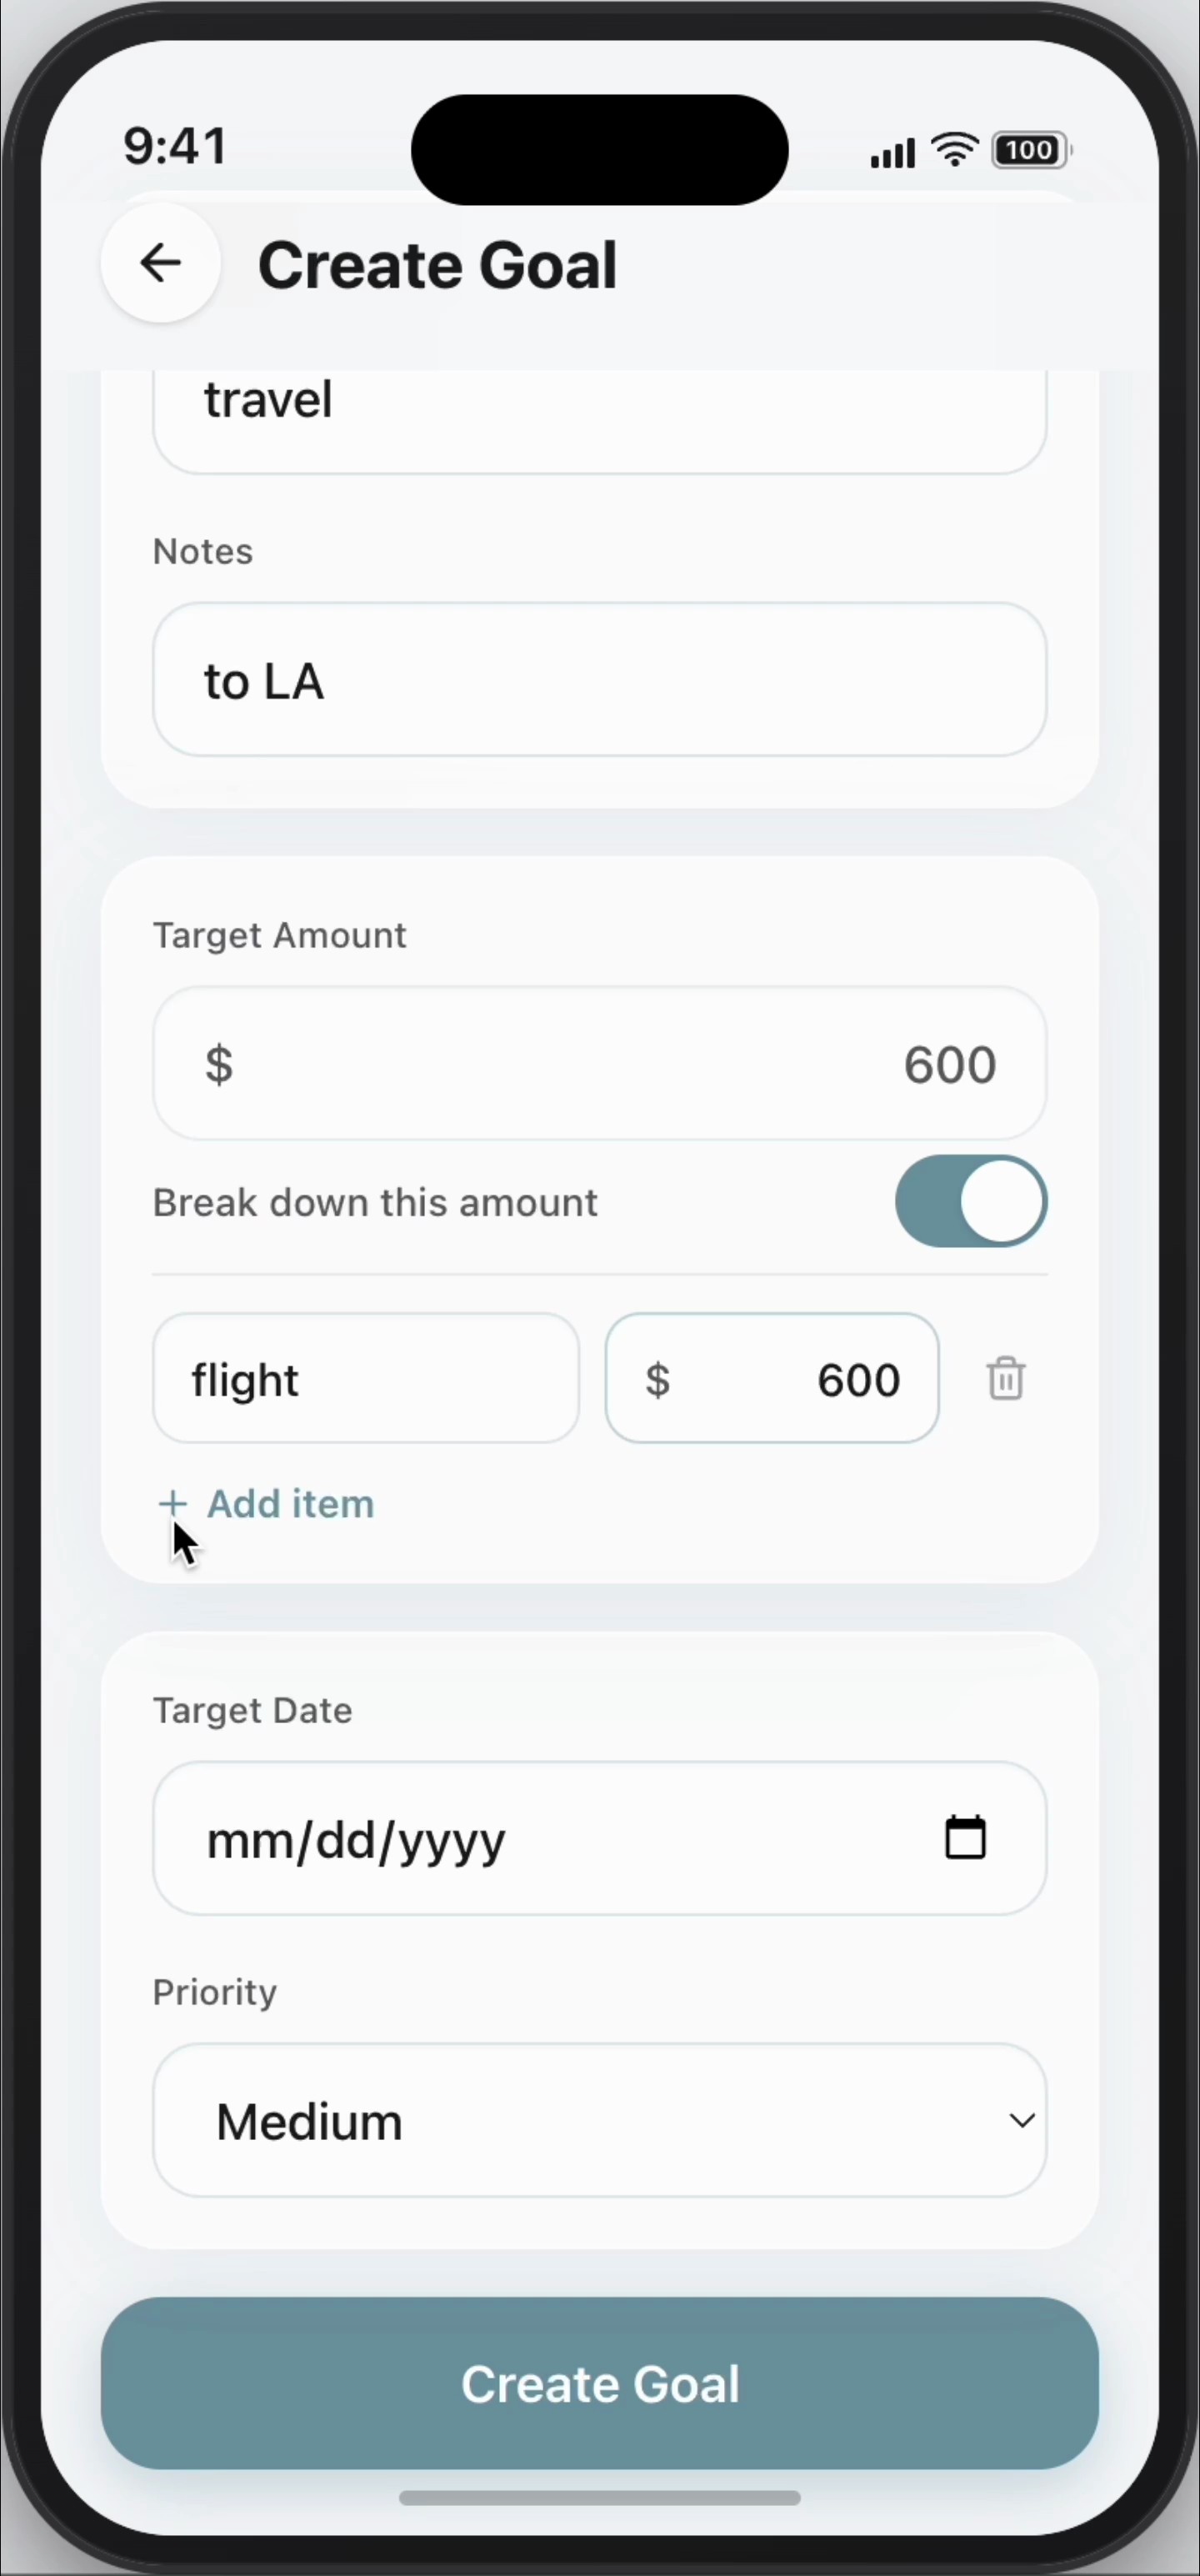 9:41
100
Create Goal
travel
Notes
to LA
Target Amount
$ 600
Break down this amount
flight $ 600
+ Add item
Target Date
mm/dd/yyyy
Priority
Medium
Create Goal